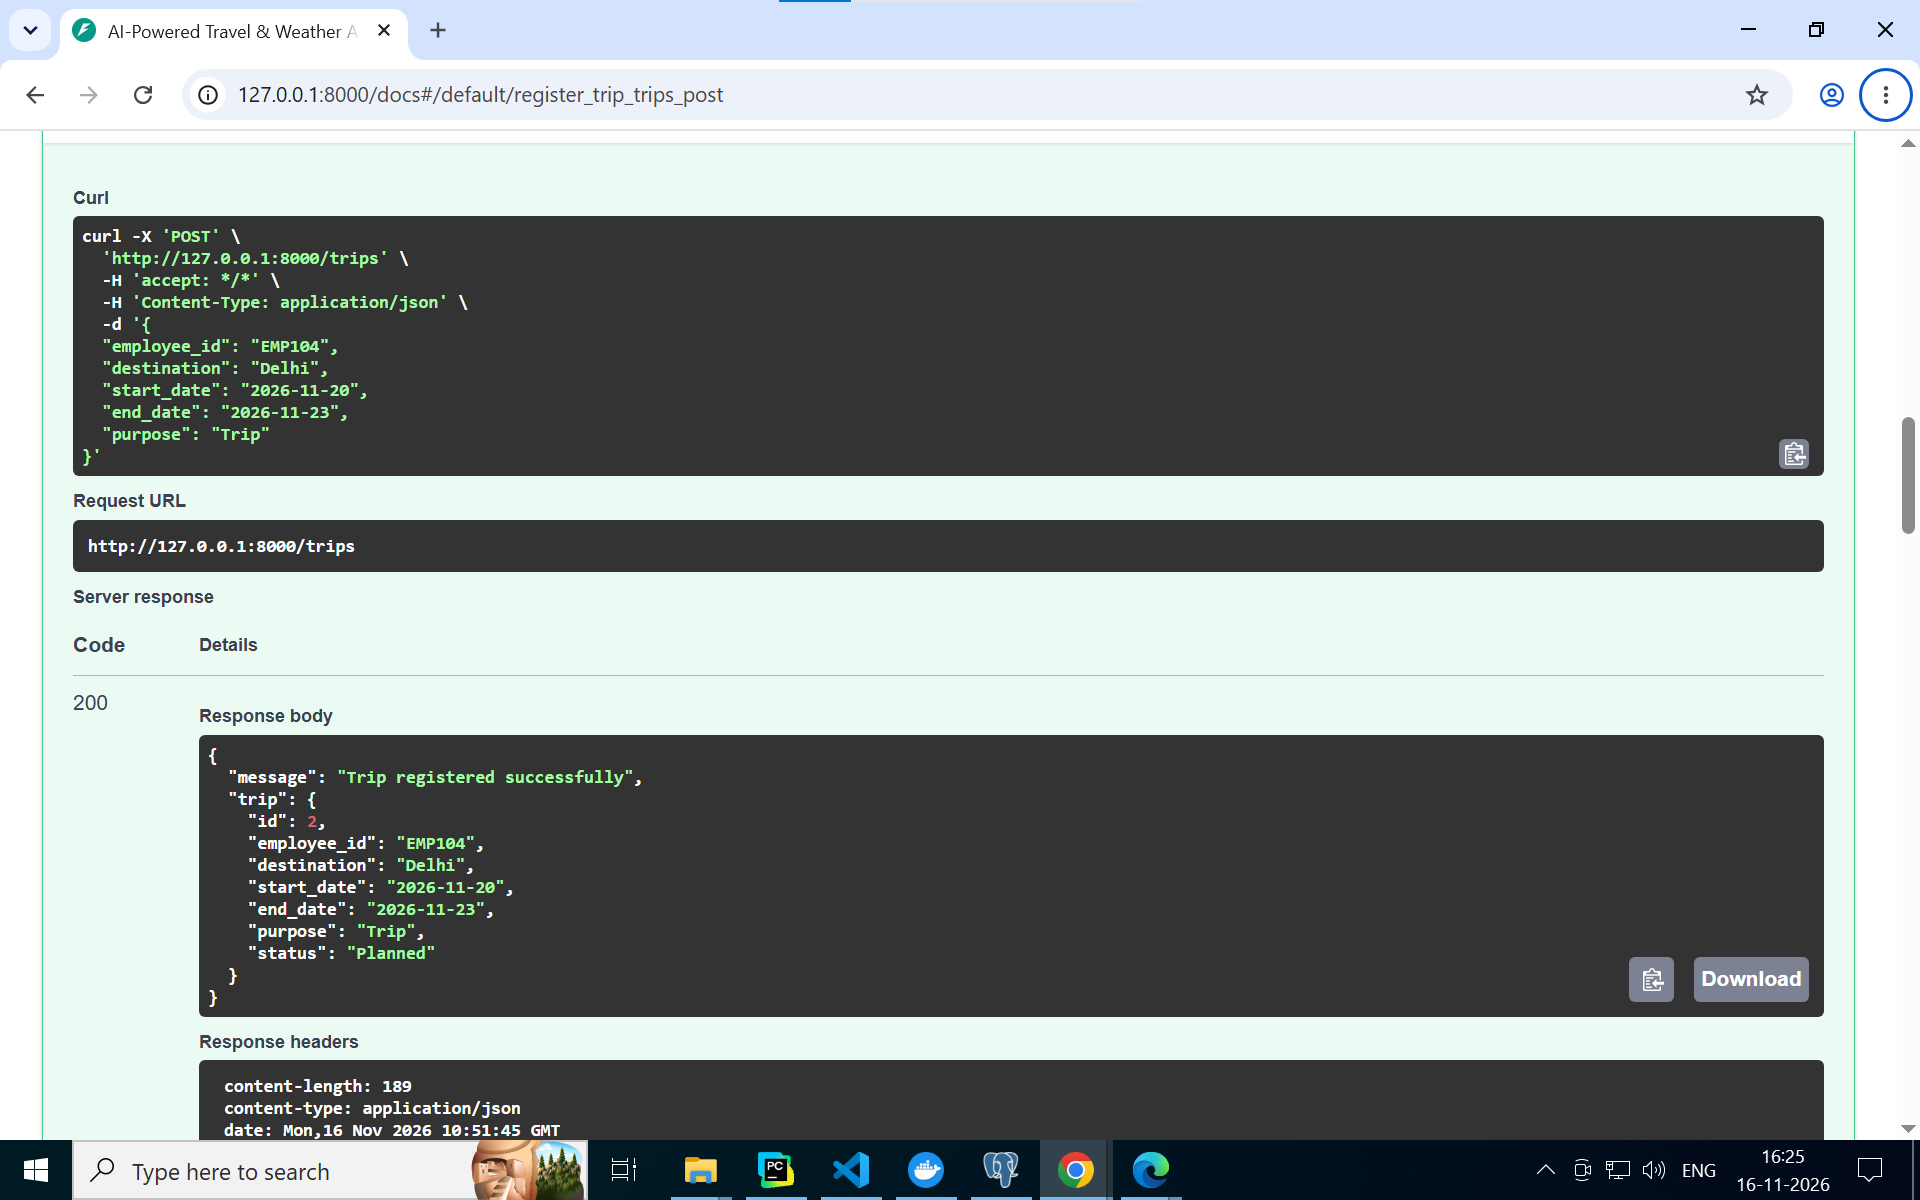 AI-Powered Travel & Weather A
127.0.0.1:8000/docs#/default/register_trip_trips_post
Curl
curl -X 'POST' \
  'http://127.0.0.1:8000/trips' \
  -H 'accept: */*' \
  -H 'Content-Type: application/json' \
  -d '{
  "employee_id": "EMP104",
  "destination": "Delhi",
  "start_date": "2026-11-20",
  "end_date": "2026-11-23",
  "purpose": "Trip"
}'
Request URL
http://127.0.0.1:8000/trips
Server response
Code Details
200
Response body
{
  "message": "Trip registered successfully",
  "trip": {
    "id": 2,
    "employee_id": "EMP104",
    "destination": "Delhi",
    "start_date": "2026-11-20",
    "end_date": "2026-11-23",
    "purpose": "Trip",
    "status": "Planned"
  }
}
Download
Response headers
content-length: 189
content-type: application/json
date: Mon,16 Nov 2026 10:51:45 GMT
Type here to search
PC
ENG
16:25
16-11-2026